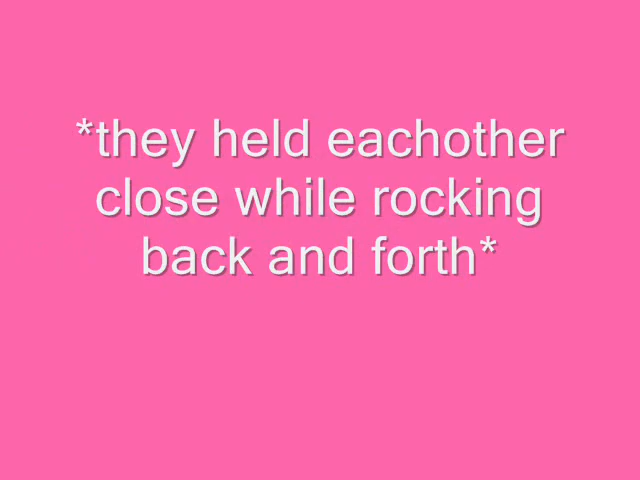 *they held eachother
close while rocking
back and forth*